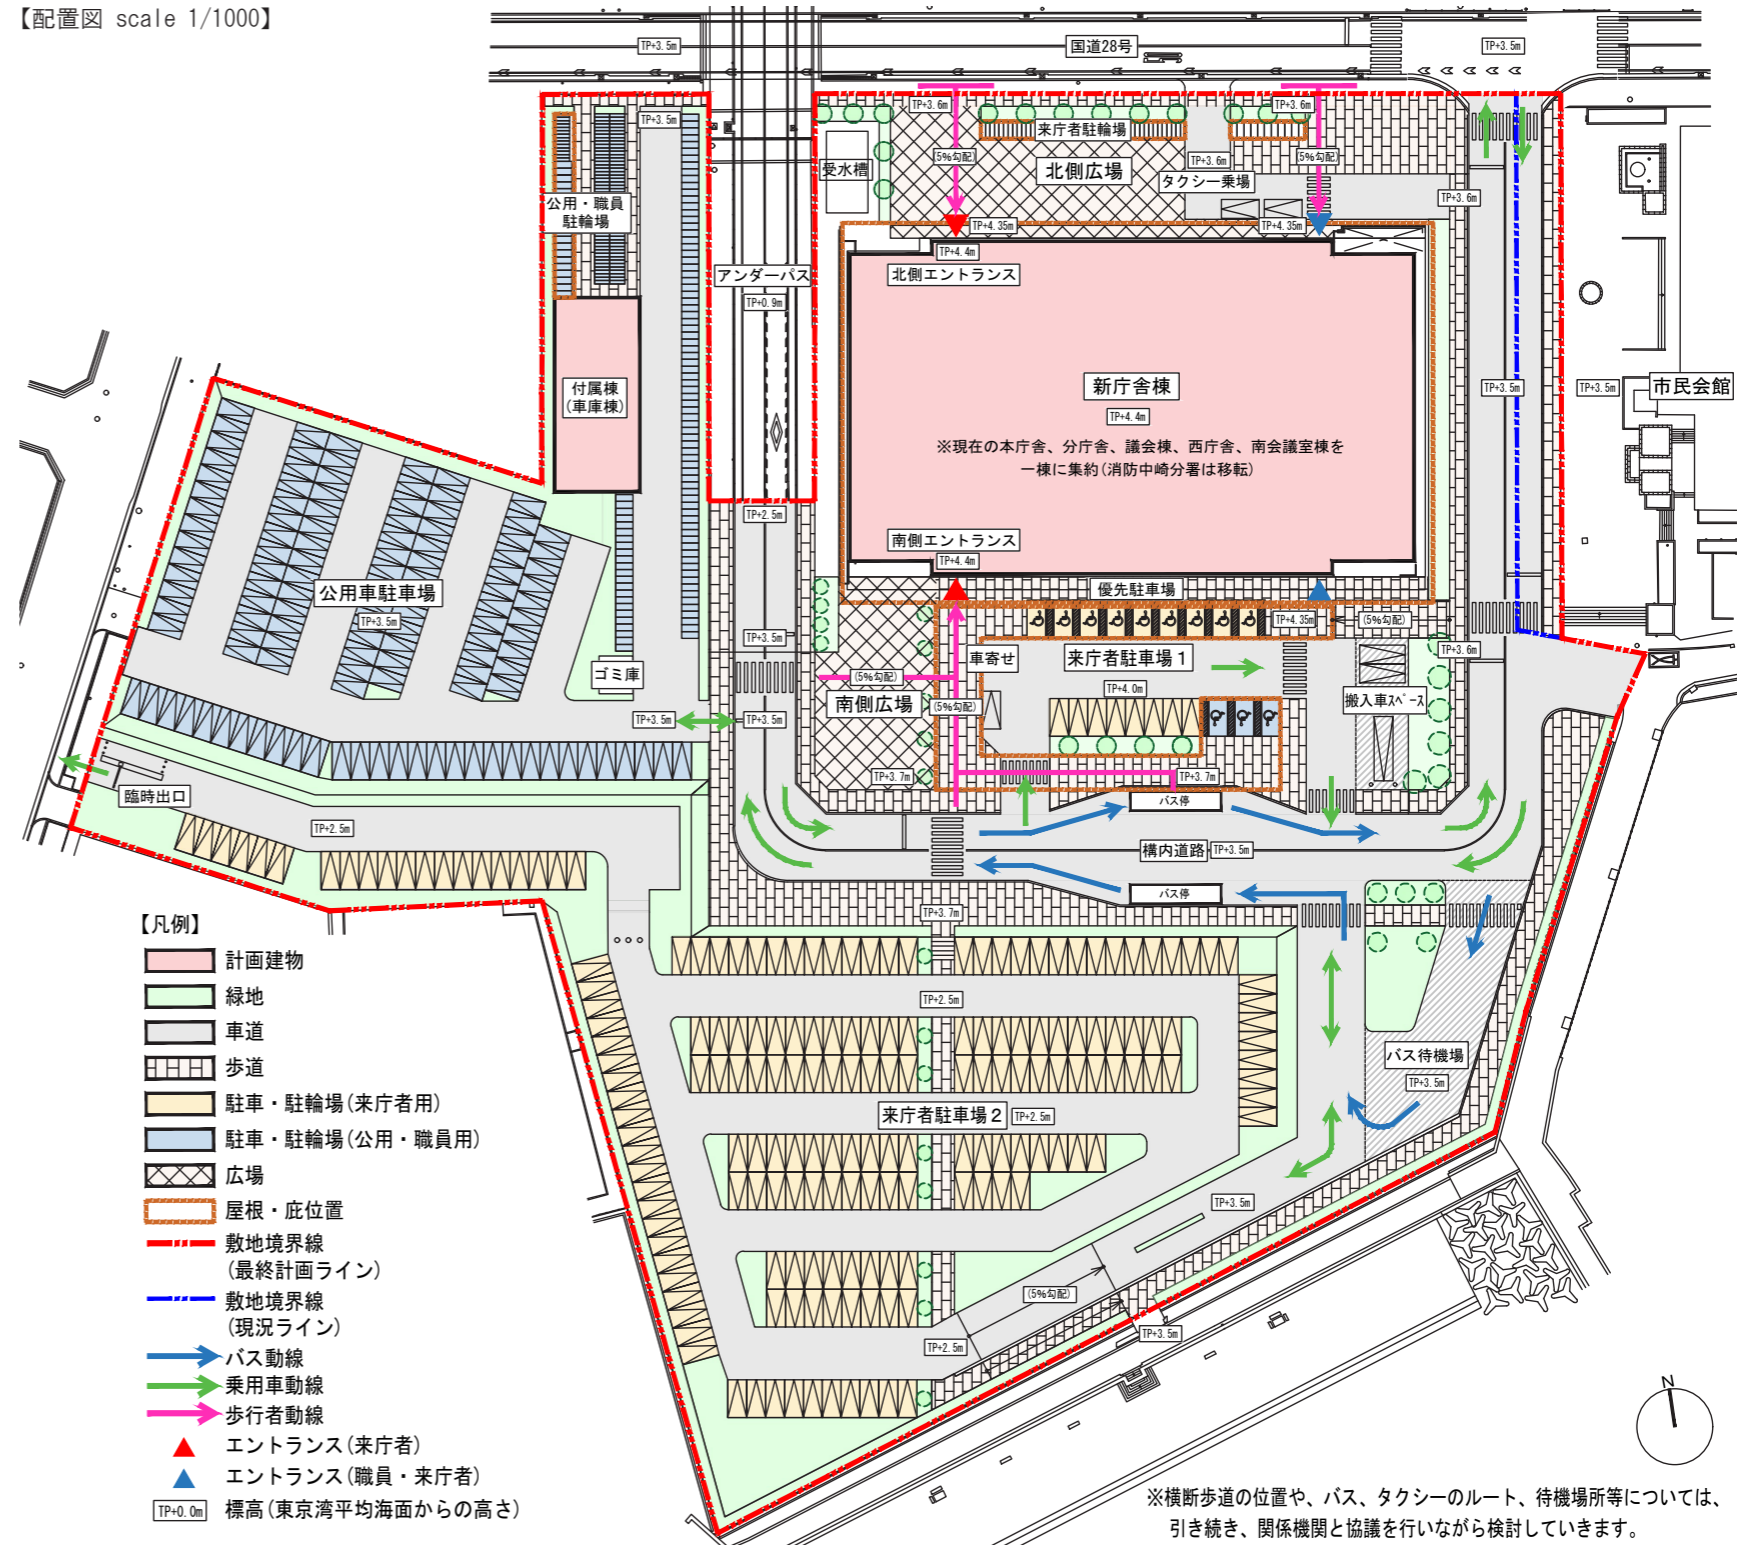 【配置図 scale 1/1000】
国道28号
TP+3.5m
TP+3.5m
TP+3.5m
TP+3.6m
TP+3.6m
来庁者駐輪場
受水槽
(5%勾配)
北側広場
TP+3.6m
(5%勾配)
タクシー乗場
TP+3.6m
公用・職員
駐輪場
TP+4.35m
TP+4.35m
TP+4.4m
北側エントランス
アンダーパス
TP+0.9m
付属棟
(車庫棟)
新庁舎棟
TP+4.4m
※現在の本庁舎、分庁舎、議会棟、西庁舎、南会議室棟を
一棟に集約(消防中崎分署は移転)
TP+3.5m
TP+3.5m
市民会館
TP+2.5m
南側エントランス
TP+4.4m
公用車駐車場
TP+3.5m
優先駐車場
TP+4.35m
(5%勾配)
TP+3.5m
TP+3.6m
ゴミ庫
車寄せ
来庁者駐車場1
TP+4.0m
(5%勾配)
南側広場
(5%勾配)
搬入車スペース
TP+3.5m
TP+3.5m
TP+3.7m
TP+3.7m
臨時出口
バス停
TP+2.5m
構内道路
TP+3.5m
バス停
TP+3.7m
TP+2.5m
バス待機場
TP+3.5m
来庁者駐車場2
TP+2.5m
TP+3.5m
(5%勾配)
TP+2.5m
TP+3.5m
【凡例】
計画建物
緑地
車道
歩道
駐車・駐輪場(来庁者用)
駐車・駐輪場(公用・職員用)
広場
屋根・庇位置
敷地境界線
(最終計画ライン)
敷地境界線
(現況ライン)
バス動線
乗用車動線
歩行者動線
エントランス(来庁者)
エントランス(職員・来庁者)
TP+0.0m 標高(東京湾平均海面からの高さ)
N
※横断歩道の位置や、バス、タクシーのルート、待機場所等については、
引き続き、関係機関と協議を行いながら検討していきます。